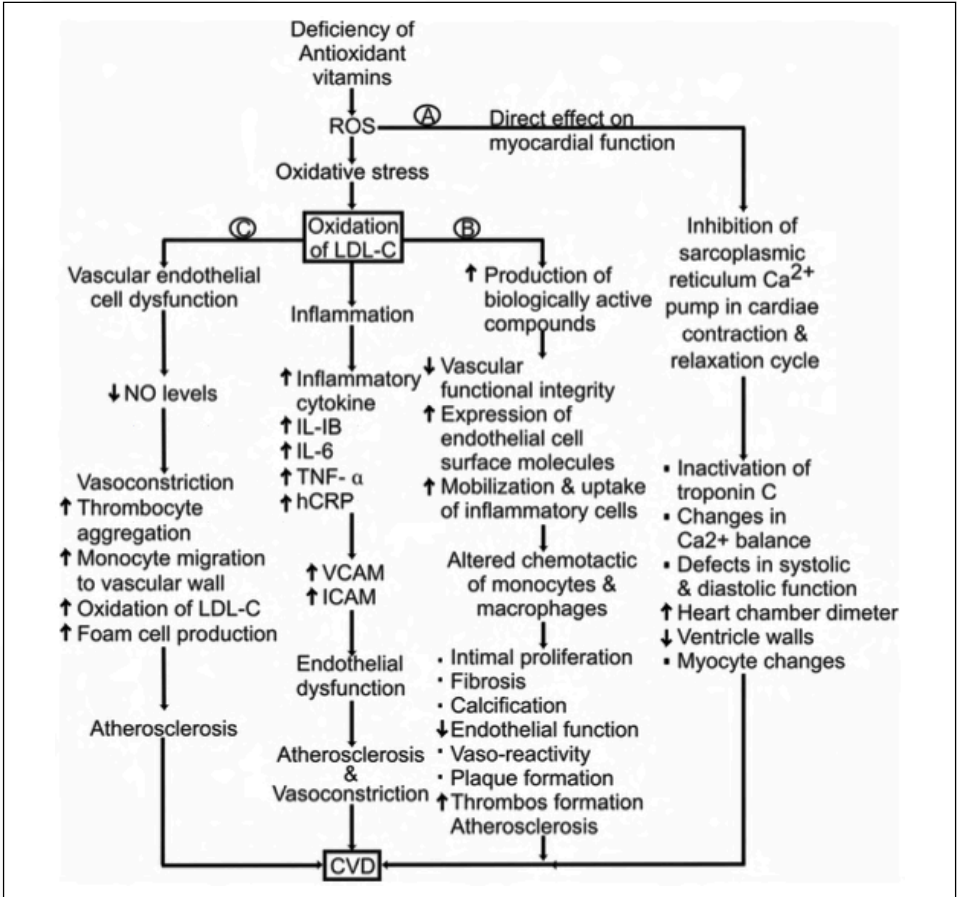 Deficiency of
Antioxidant
vitamins
ROS
A
Direct effect on
myocardial function
Oxidative stress
Oxidation
of LDL-C
C
B
Vascular endothelial
cell dysfunction
↓ NO levels
Vasoconstriction
↑ Thrombocyte
aggregation
↑ Monocyte migration
to vascular wall
↑ Oxidation of LDL-C
↑ Foam cell production
Atherosclerosis
Inflammation
↑ Inflammatory
cytokine
↑ IL-IB
↑ IL-6
↑ TNF- α
↑ hCRP
↑ VCAM
↑ ICAM
Endothelial
dysfunction
Atherosclerosis
&
Vasoconstriction
↑ Production of
biologically active
compounds
↓ Vascular
functional integrity
↑ Expression of
endothelial cell
surface molecules
↑ Mobilization & uptake
of inflammatory cells
Altered chemotactic
of monocytes &
macrophages
· Intimal proliferation
· Fibrosis
· Calcification
↓ Endothelial function
· Vaso-reactivity
· Plaque formation
↑ Thrombos formation
Atherosclerosis
Inhibition of
sarcoplasmic
reticulum Ca2+
pump in cardiae
contraction &
relaxation cycle
▪ Inactivation of
troponin C
▪ Changes in
Ca2+ balance
▪ Defects in systolic
& diastolic function
↑ Heart chamber dimeter
↓ Ventricle walls
▪ Myocyte changes
CVD